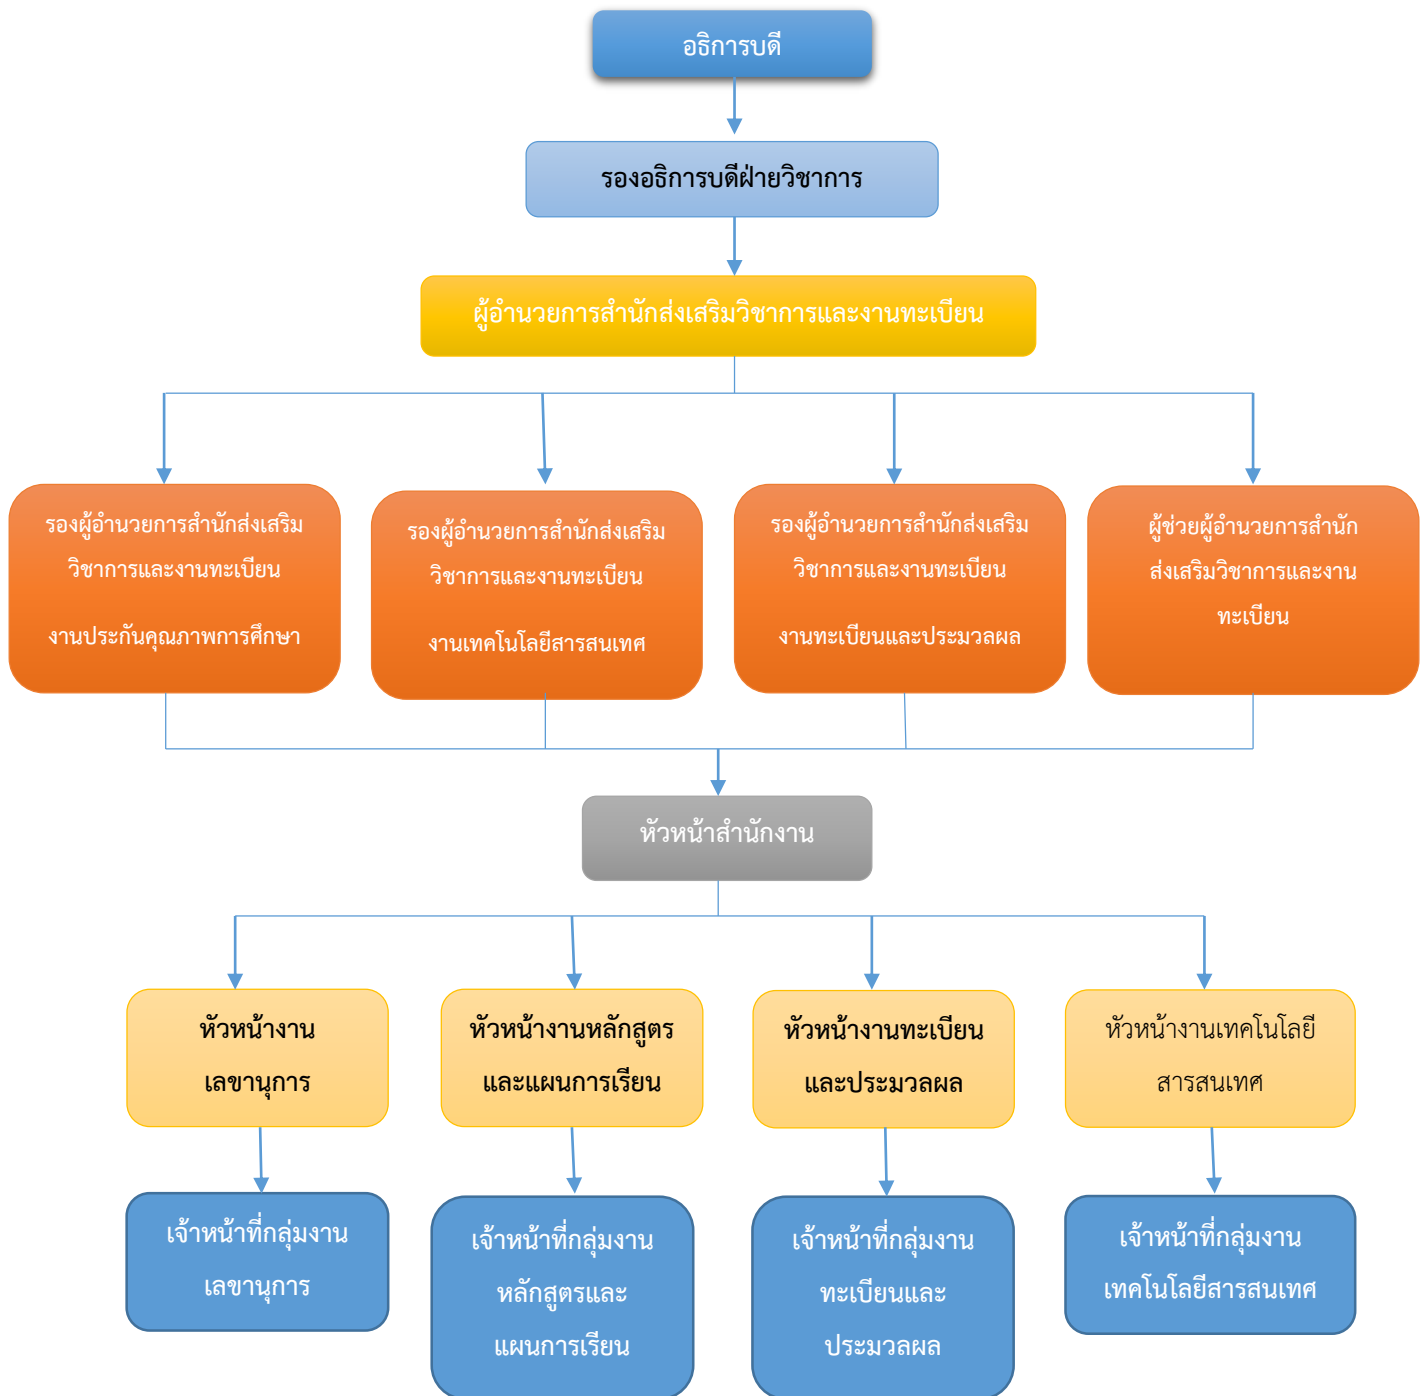 อธิการบดี
รองอธิการบดีฝ่ายวิชาการ
ผู้อำนวยการสำนักส่งเสริมวิชาการและงานทะเบียน
รองผู้อำนวยการสำนักส่งเสริม
วิชาการและงานทะเบียน
งานประกันคุณภาพการศึกษา
รองผู้อำนวยการสำนักส่งเสริม
วิชาการและงานทะเบียน
งานเทคโนโลยีสารสนเทศ
รองผู้อำนวยการสำนักส่งเสริม
วิชาการและงานทะเบียน
งานทะเบียนและประมวลผล
ผู้ช่วยผู้อำนวยการสำนัก
ส่งเสริมวิชาการและงาน
ทะเบียน
หัวหน้าสำนักงาน
หัวหน้างาน
เลขานุการ
หัวหน้างานหลักสูตร
และแผนการเรียน
หัวหน้างานทะเบียน
และประมวลผล
หัวหน้างานเทคโนโลยี
สารสนเทศ
เจ้าหน้าที่กลุ่มงาน
เลขานุการ
เจ้าหน้าที่กลุ่มงาน
หลักสูตรและ
แผนการเรียน
เจ้าหน้าที่กลุ่มงาน
ทะเบียนและ
ประมวลผล
เจ้าหน้าที่กลุ่มงาน
เทคโนโลยีสารสนเทศ